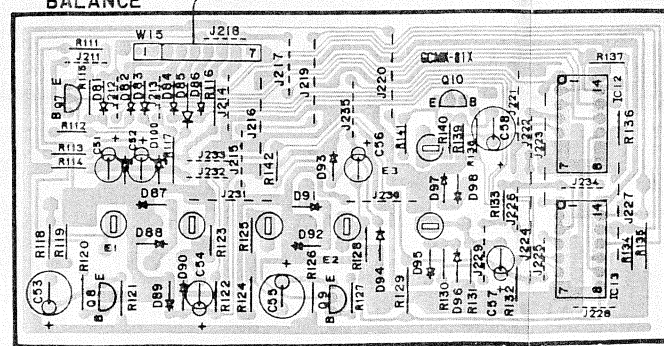 BALANCE
W15
1
7
J218
R111
J211
R115
Q7
E
B
D81
J212
D82
D83
J213
D84
D85
D86
R116
J214
J217
J219
J220
J235
Q10
E
B
R137
14
IC112
7
8
R136
R112
R113
R114
C51
C52
D100
R117
J215
J216
R142
J233
J232
J231
D93
C56
E3
R141
R140
R139
R138
C58
J221
J222
J223
D87
D88
D91
D92
J230
D97
D98
R133
J226
J234
14
J227
7
8
IC13
J228
R134
R135
R118
R119
R120
E1
R123
R125
E2
R126
R128
D94
D95
R129
R130
D96
R131
J229
C57
R132
J224
J225
C53
Q8
E
B
R121
D89
D90
C54
R122
R124
C55
Q9
E
B
R127